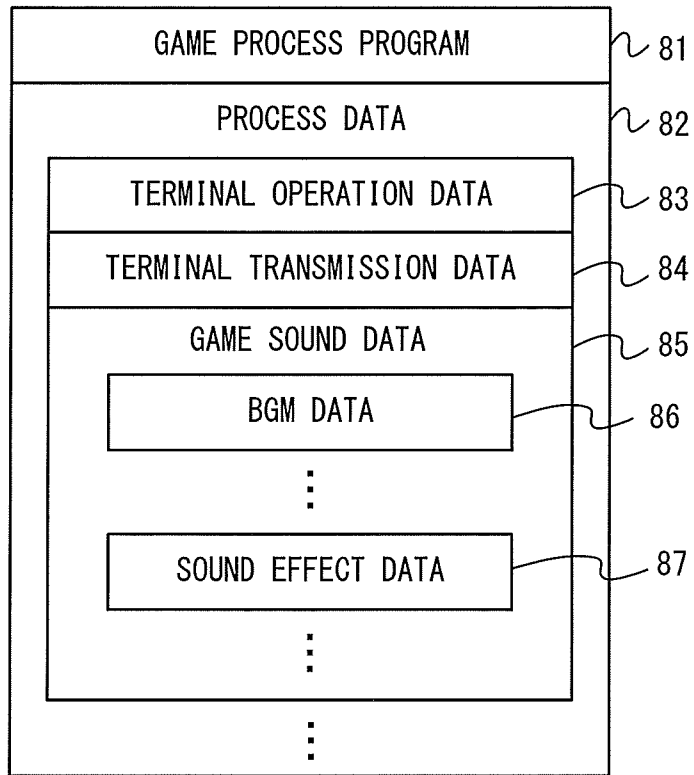 GAME PROCESS PROGRAM 81
PROCESS DATA 82
TERMINAL OPERATION DATA 83
TERMINAL TRANSMISSION DATA 84
GAME SOUND DATA 85
BGM DATA 86
SOUND EFFECT DATA 87